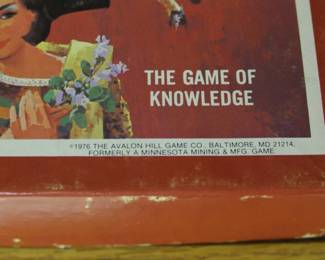 THE GAME OF
KNOWLEDGE
©1976 THE AVALON HILL GAME CO., BALTIMORE, MD 21214,
FORMERLY A MINNESOTA MINING & MFG. GAME.